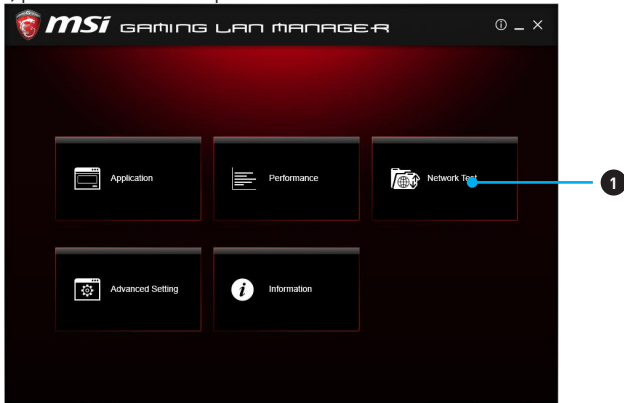 msi GAMING LAN MANAGER
Application
Performance
Network Test
1
Advanced Setting
Information